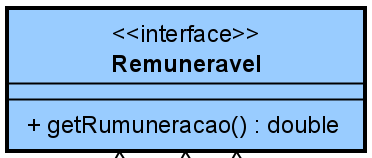 <<interface>>
Remuneravel
+ getRumuneracao() : double